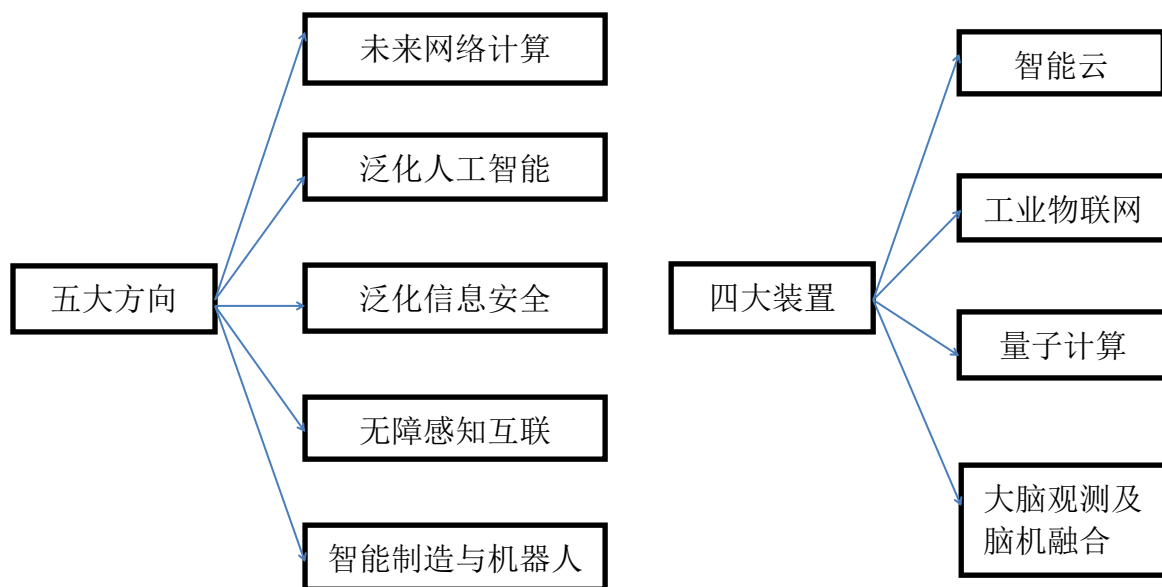 五大方向
未来网络计算
泛化人工智能
泛化信息安全
无障感知互联
智能制造与机器人
四大装置
智能云
工业物联网
量子计算
大脑观测及
脑机融合